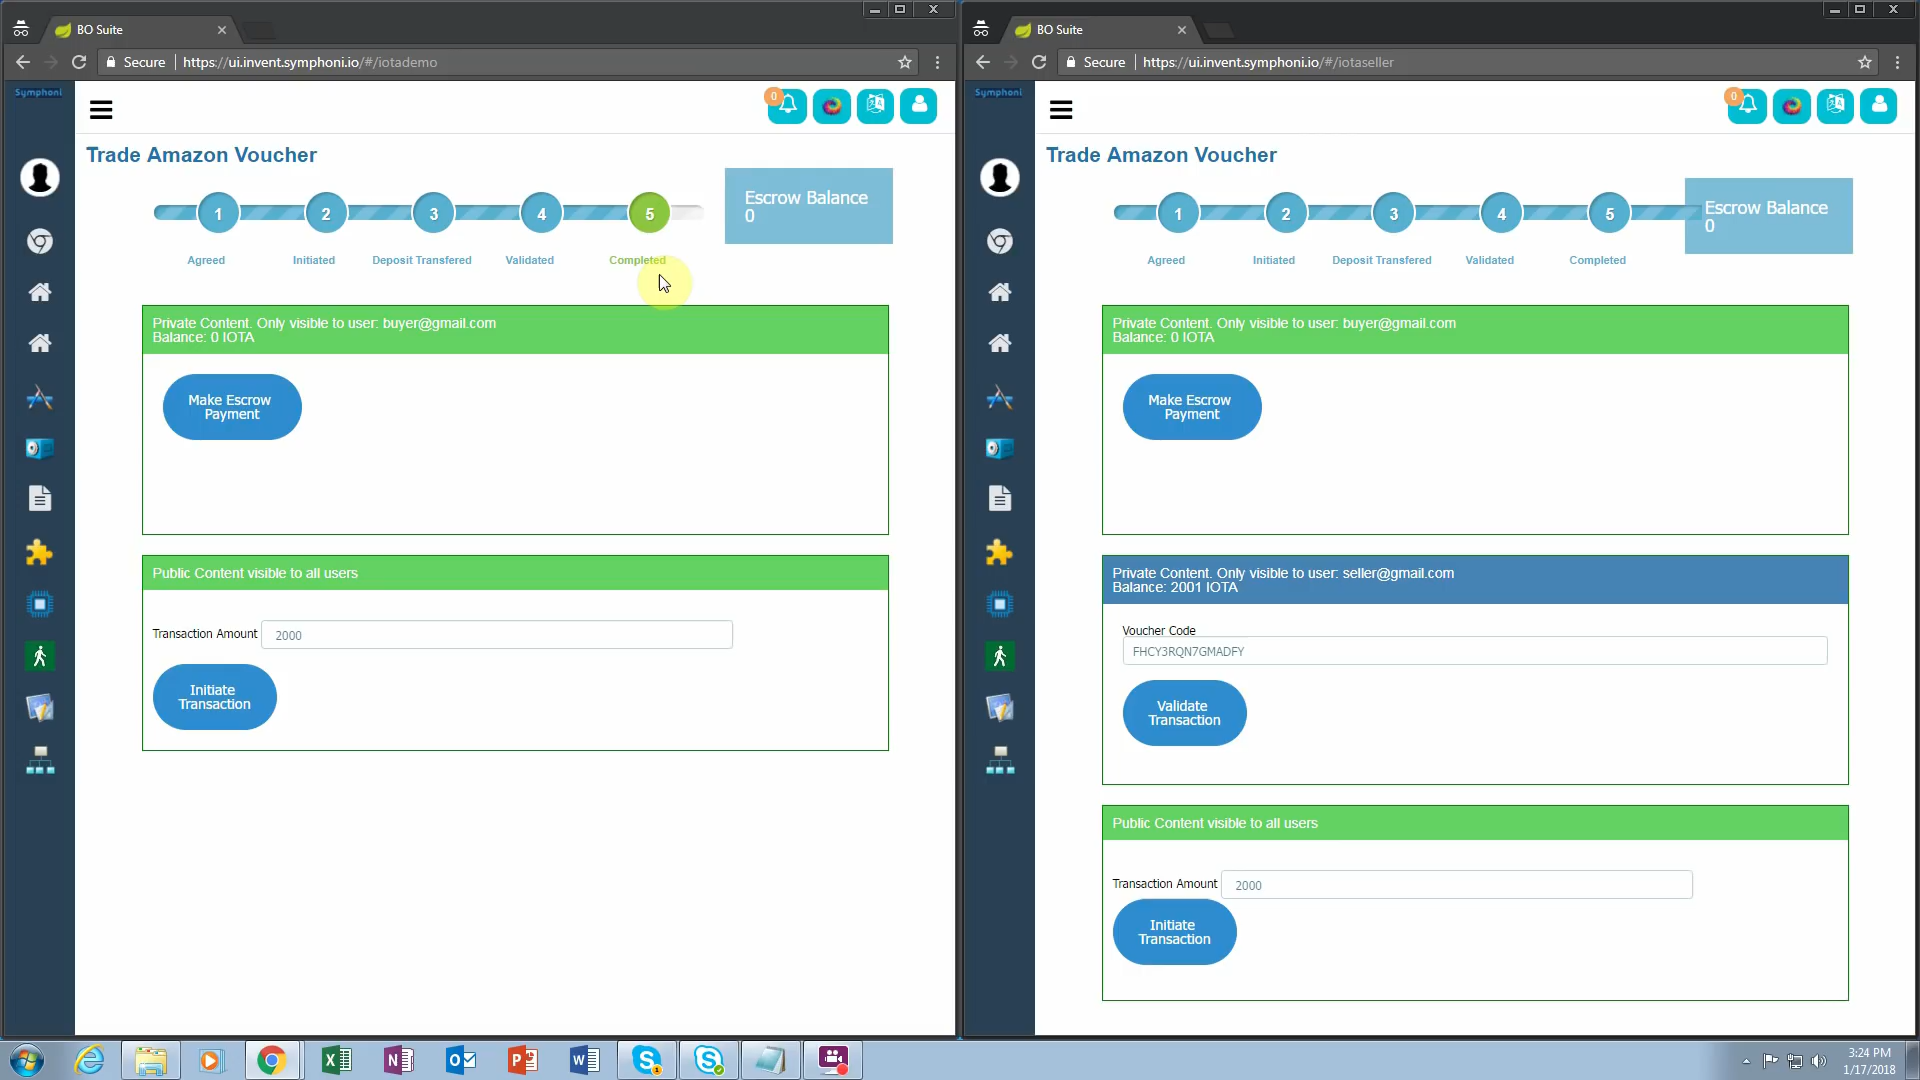 BO Suite
Secure
https://ui.invent.symphoni.io/#/iotademo
Symphoni
0
Trade Amazon Voucher
1
2
3
4
5
Agreed
Initiated
Deposit Transfered
Validated
Completed
Escrow Balance
0
Private Content. Only visible to user: buyer@gmail.com
Balance: 0 IOTA
Make Escrow
Payment
Public Content visible to all users
Transaction Amount
2000
Initiate
Transaction
BO Suite
Secure
https://ui.invent.symphoni.io/#/iotaseller
Symphoni
0
Trade Amazon Voucher
1
2
3
4
5
Agreed
Initiated
Deposit Transfered
Validated
Completed
Escrow Balance
0
Private Content. Only visible to user: buyer@gmail.com
Balance: 0 IOTA
Make Escrow
Payment
Private Content. Only visible to user: seller@gmail.com
Balance: 2001 IOTA
Voucher Code
FHCY3RQN7GMADFY
Validate
Transaction
Public Content visible to all users
Transaction Amount
2000
Initiate
Transaction
3:24 PM
1/17/2018